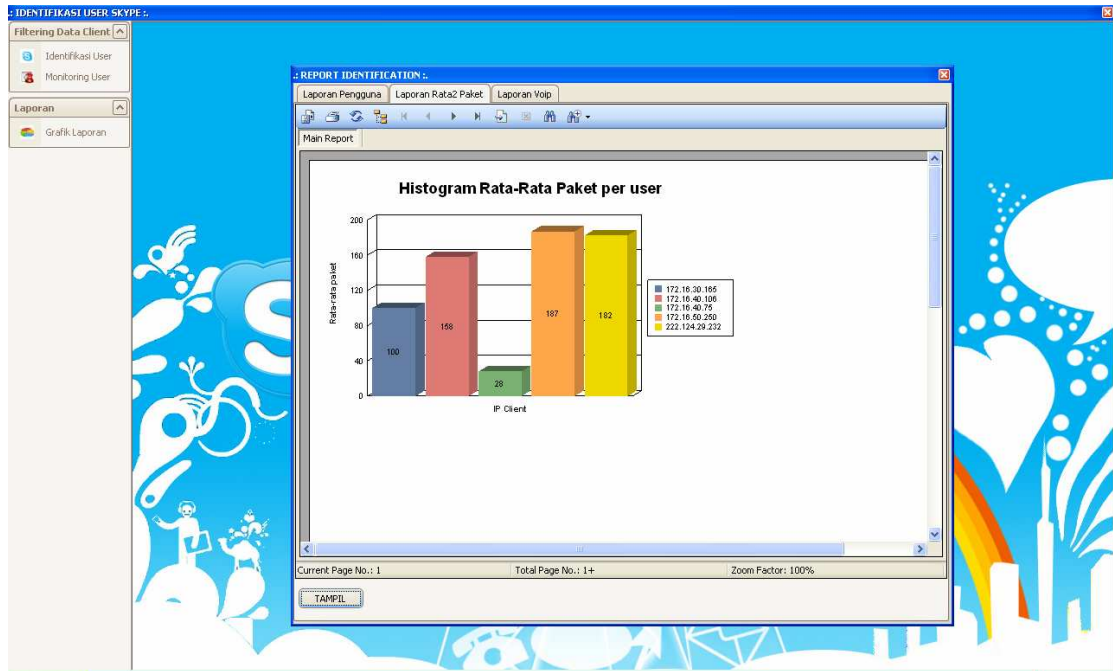 .: IDENTIFIKASI USER SKYPE :.
Filtering Data Client
Identifikasi User
Monitoring User
Laporan
Grafik Laporan
.: REPORT IDENTIFICATION :.
Laporan Pengguna Laporan Rata2 Paket Laporan Voip
Main Report
Histogram Rata-Rata Paket per user
200
160
120
80
40
0
Rata-rata paket
100
158
28
187
182
IP Client
172.16.30.165
172.16.40.106
172.16.40.75
172.16.50.250
222.124.29.232
Current Page No.: 1 Total Page No.: 1+ Zoom Factor: 100%
TAMPIL